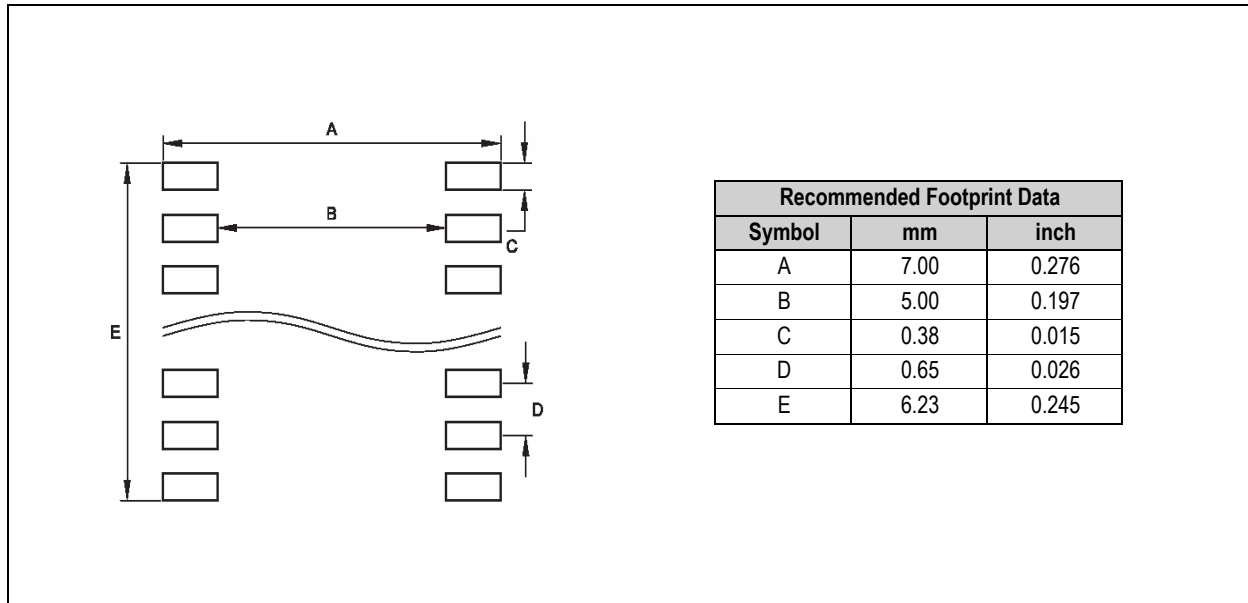 A
B
C
E
D
Recommended Footprint Data
Symbol mm inch
A 7.00 0.276
B 5.00 0.197
C 0.38 0.015
D 0.65 0.026
E 6.23 0.245